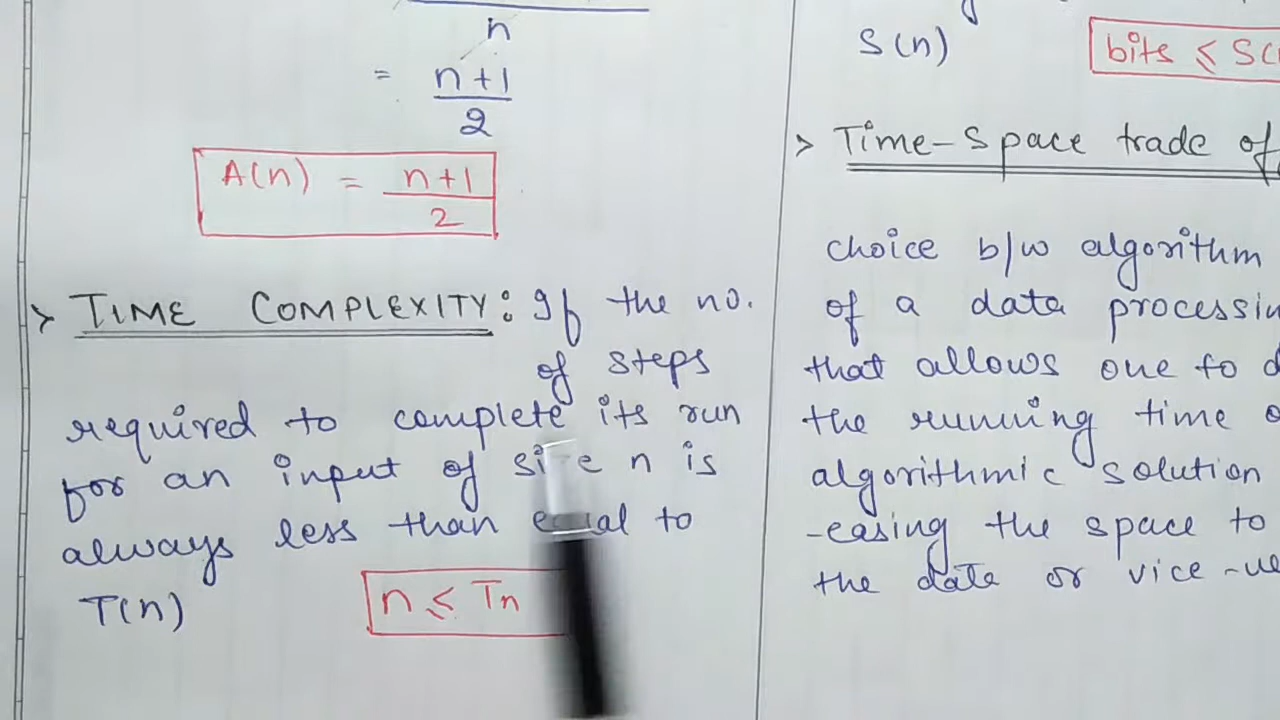 n
= n+1
2
A(n) = n+1
2
> TIME COMPLEXITY: If the no.
of steps
required to complete its run
for an input of size n is
always less than equal to
T(n)
n ≤ Tn
S(n)
bits ≤ S(
> Time-Space trade of
choice b/w algorithm
of a data processin
that allows one to d
the running time o
algorithmic solution
-easing the space to
the date or vice-ve